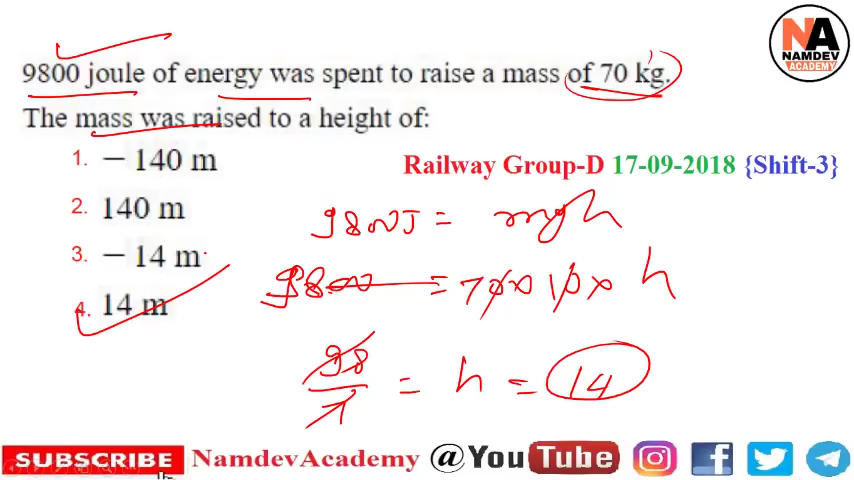 NA
NAMDEV
ACADEMY
9800 joule of energy was spent to raise a mass of 70 kg.
The mass was raised to a height of:
1. – 140 m
2. 140 m
3. – 14 m
4. 14 m
Railway Group-D 17-09-2018 {Shift-3}
9800J = mgh
9800 = 70 x 10 x h
98/7 = h = 14
SUBSCRIBE NamdevAcademy @YouTube